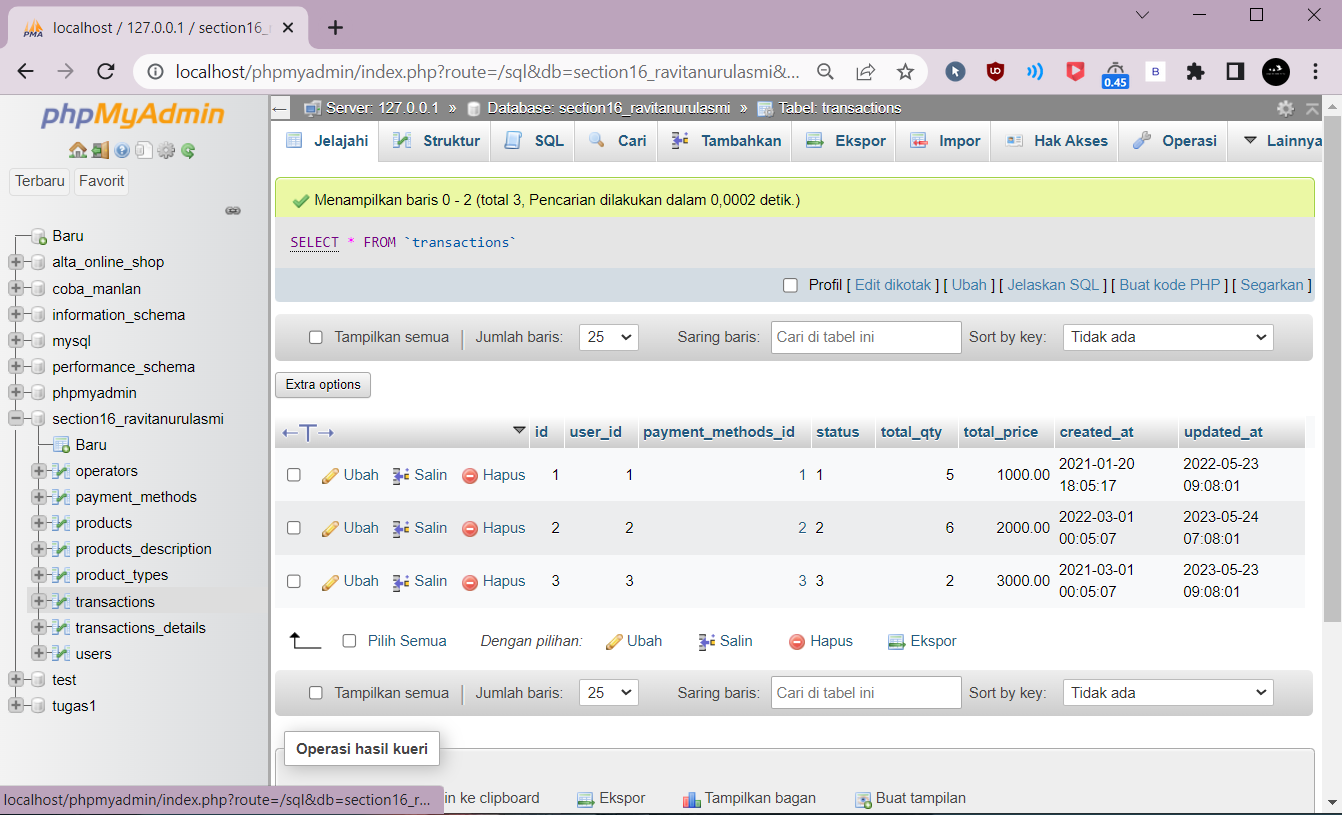 localhost / 127.0.0.1 / section16_
localhost/phpmyadmin/index.php?route=/sql&db=section16_ravitanurulasmi&...
0.45
B
phpMyAdmin
Terbaru Favorit
Baru
alta_online_shop
coba_manlan
information_schema
mysql
performance_schema
phpmyadmin
section16_ravitanurulasmi
Baru
operators
payment_methods
products
products_description
product_types
transactions
transactions_details
users
test
tugas1
Server: 127.0.0.1 » Database: section16_ravitanurulasmi » Tabel: transactions
Jelajahi Struktur SQL Cari Tambahkan Ekspor Impor Hak Akses Operasi Lainnya
Menampilkan baris 0 - 2 (total 3, Pencarian dilakukan dalam 0,0002 detik.)
SELECT * FROM `transactions`
Profil [ Edit dikotak ] [ Ubah ] [ Jelaskan SQL ] [ Buat kode PHP ] [ Segarkan ]
Tampilkan semua | Jumlah baris: 25 Saring baris: Cari di tabel ini Sort by key: Tidak ada
Extra options
←T→ id user_id payment_methods_id status total_qty total_price created_at updated_at
Ubah Salin Hapus 1 1 1 1 5 1000.00 2021-01-20 18:05:17 2022-05-23 09:08:01
Ubah Salin Hapus 2 2 2 2 6 2000.00 2022-03-01 00:05:07 2023-05-24 07:08:01
Ubah Salin Hapus 3 3 3 3 2 3000.00 2021-03-01 00:05:07 2023-05-23 09:08:01
Pilih Semua Dengan pilihan: Ubah Salin Hapus Ekspor
Tampilkan semua | Jumlah baris: 25 Saring baris: Cari di tabel ini Sort by key: Tidak ada
Operasi hasil kueri
in ke clipboard Ekspor Tampilkan bagan Buat tampilan
localhost/phpmyadmin/index.php?route=/sql&db=section16_r...